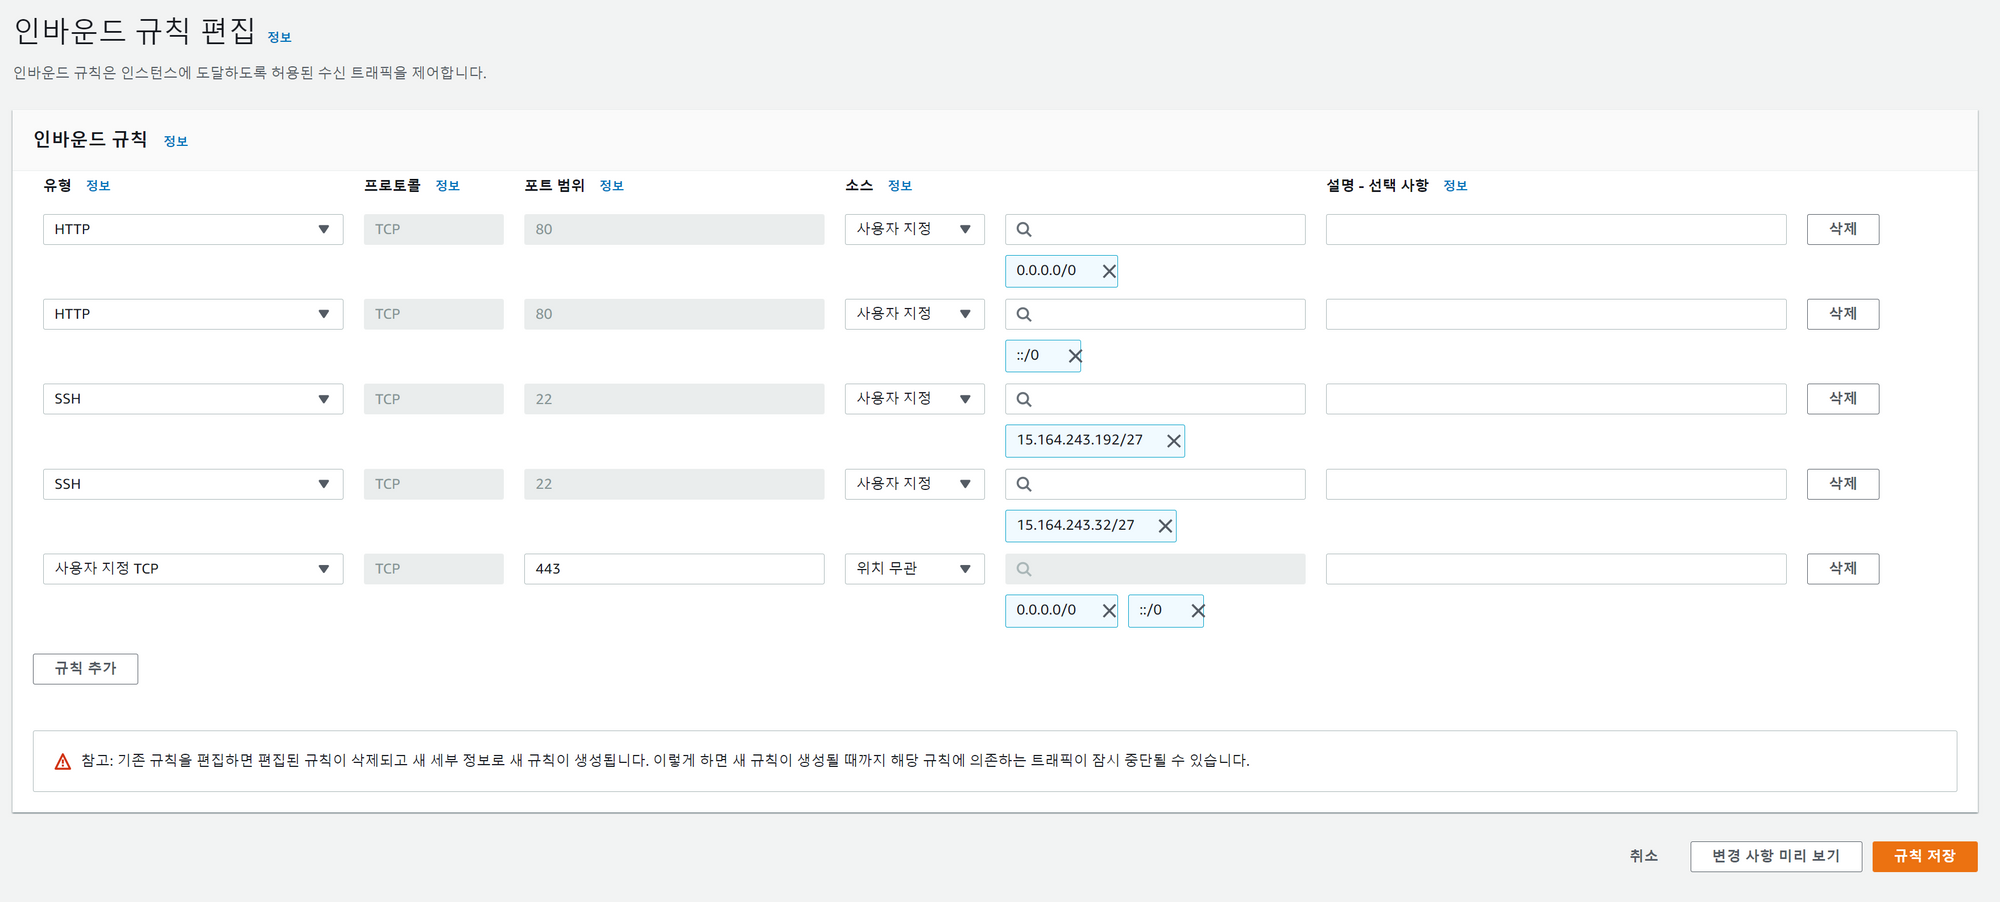 인바운드 규칙 편집 정보
인바운드 규칙은 인스턴스에 도달하도록 허용된 수신 트래픽을 제어합니다.
인바운드 규칙 정보
유형 정보 프로토콜 정보 포트 범위 정보 소스 정보 설명 - 선택 사항 정보
HTTP TCP 80 사용자 지정 삭제
0.0.0.0/0
HTTP TCP 80 사용자 지정 삭제
::/0
SSH TCP 22 사용자 지정 삭제
15.164.243.192/27
SSH TCP 22 사용자 지정 삭제
15.164.243.32/27
사용자 지정 TCP TCP 443 위치 무관 삭제
0.0.0.0/0 ::/0
규칙 추가
참고: 기존 규칙을 편집하면 편집된 규칙이 삭제되고 새 세부 정보로 새 규칙이 생성됩니다. 이렇게 하면 새 규칙이 생성될 때까지 해당 규칙에 의존하는 트래픽이 잠시 중단될 수 있습니다.
취소 변경 사항 미리 보기 규칙 저장